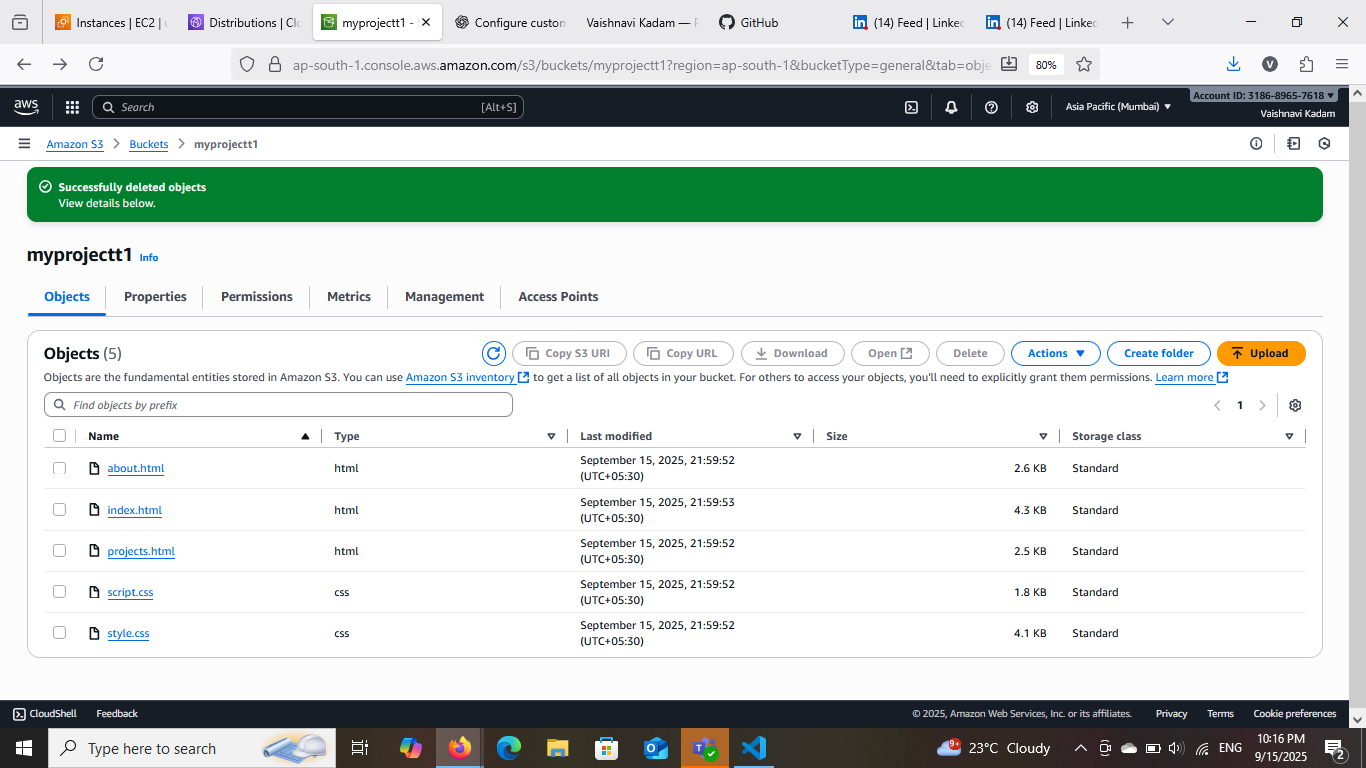 Instances | EC2 |
Distributions | Clo
myprojectt1 -
Configure custom
Vaishnavi Kadam —
GitHub
(14) Feed | Linked
(14) Feed | Linked
ap-south-1.console.aws.amazon.com/s3/buckets/myprojectt1?region=ap-south-1&bucketType=general&tab=obje
80%
V
aws
Search
[Alt+S]
Asia Pacific (Mumbai)
Account ID: 3186-8965-7618
Vaishnavi Kadam
Amazon S3
Buckets
myprojectt1
Successfully deleted objects
View details below.
myprojectt1 Info
Objects
Properties
Permissions
Metrics
Management
Access Points
Objects (5)
Copy S3 URI
Copy URL
Download
Open
Delete
Actions
Create folder
Upload
Objects are the fundamental entities stored in Amazon S3. You can use Amazon S3 inventory to get a list of all objects in your bucket. For others to access your objects, you'll need to explicitly grant them permissions. Learn more
Find objects by prefix
1
Name
Type
Last modified
Size
Storage class
about.html
html
September 15, 2025, 21:59:52
(UTC+05:30)
2.6 KB
Standard
index.html
html
September 15, 2025, 21:59:53
(UTC+05:30)
4.3 KB
Standard
projects.html
html
September 15, 2025, 21:59:52
(UTC+05:30)
2.5 KB
Standard
script.css
css
September 15, 2025, 21:59:52
(UTC+05:30)
1.8 KB
Standard
style.css
css
September 15, 2025, 21:59:52
(UTC+05:30)
4.1 KB
Standard
CloudShell
Feedback
© 2025, Amazon Web Services, Inc. or its affiliates.
Privacy
Terms
Cookie preferences
Type here to search
9+
23°C Cloudy
ENG
10:16 PM
9/15/2025
2